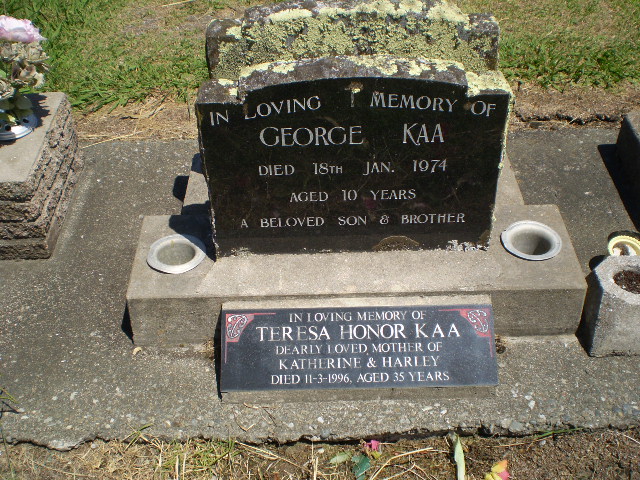 IN LOVING MEMORY OF
GEORGE KAA
DIED 18TH JAN. 1974
AGED 10 YEARS
A BELOVED SON & BROTHER
IN LOVING MEMORY OF
TERESA HONOR KAA
DEARLY LOVED MOTHER OF
KATHERINE & HARLEY
DIED 11-3-1996, AGED 35 YEARS